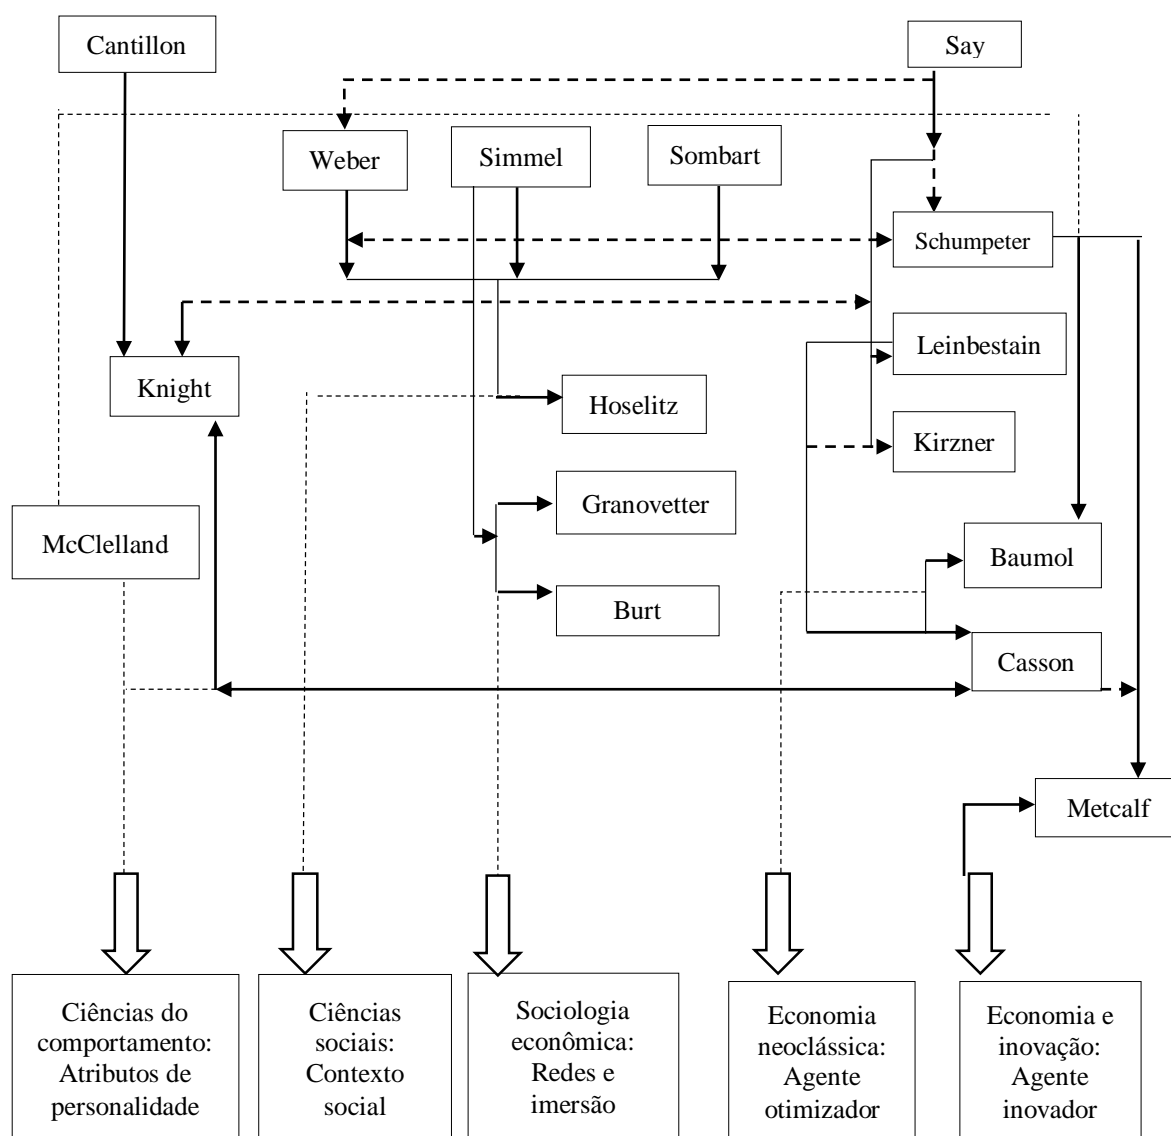 Cantillon
Say
Weber
Simmel
Sombart
Schumpeter
Leinbestain
Knight
Hoselitz
Kirzner
Granovetter
McClelland
Baumol
Burt
Casson
Metcalf
Ciências do
comportamento:
Atributos de
personalidade
Ciências
sociais:
Contexto
social
Sociologia
econômica:
Redes e
imersão
Economia
neoclássica:
Agente
otimizador
Economia e
inovação:
Agente
inovador